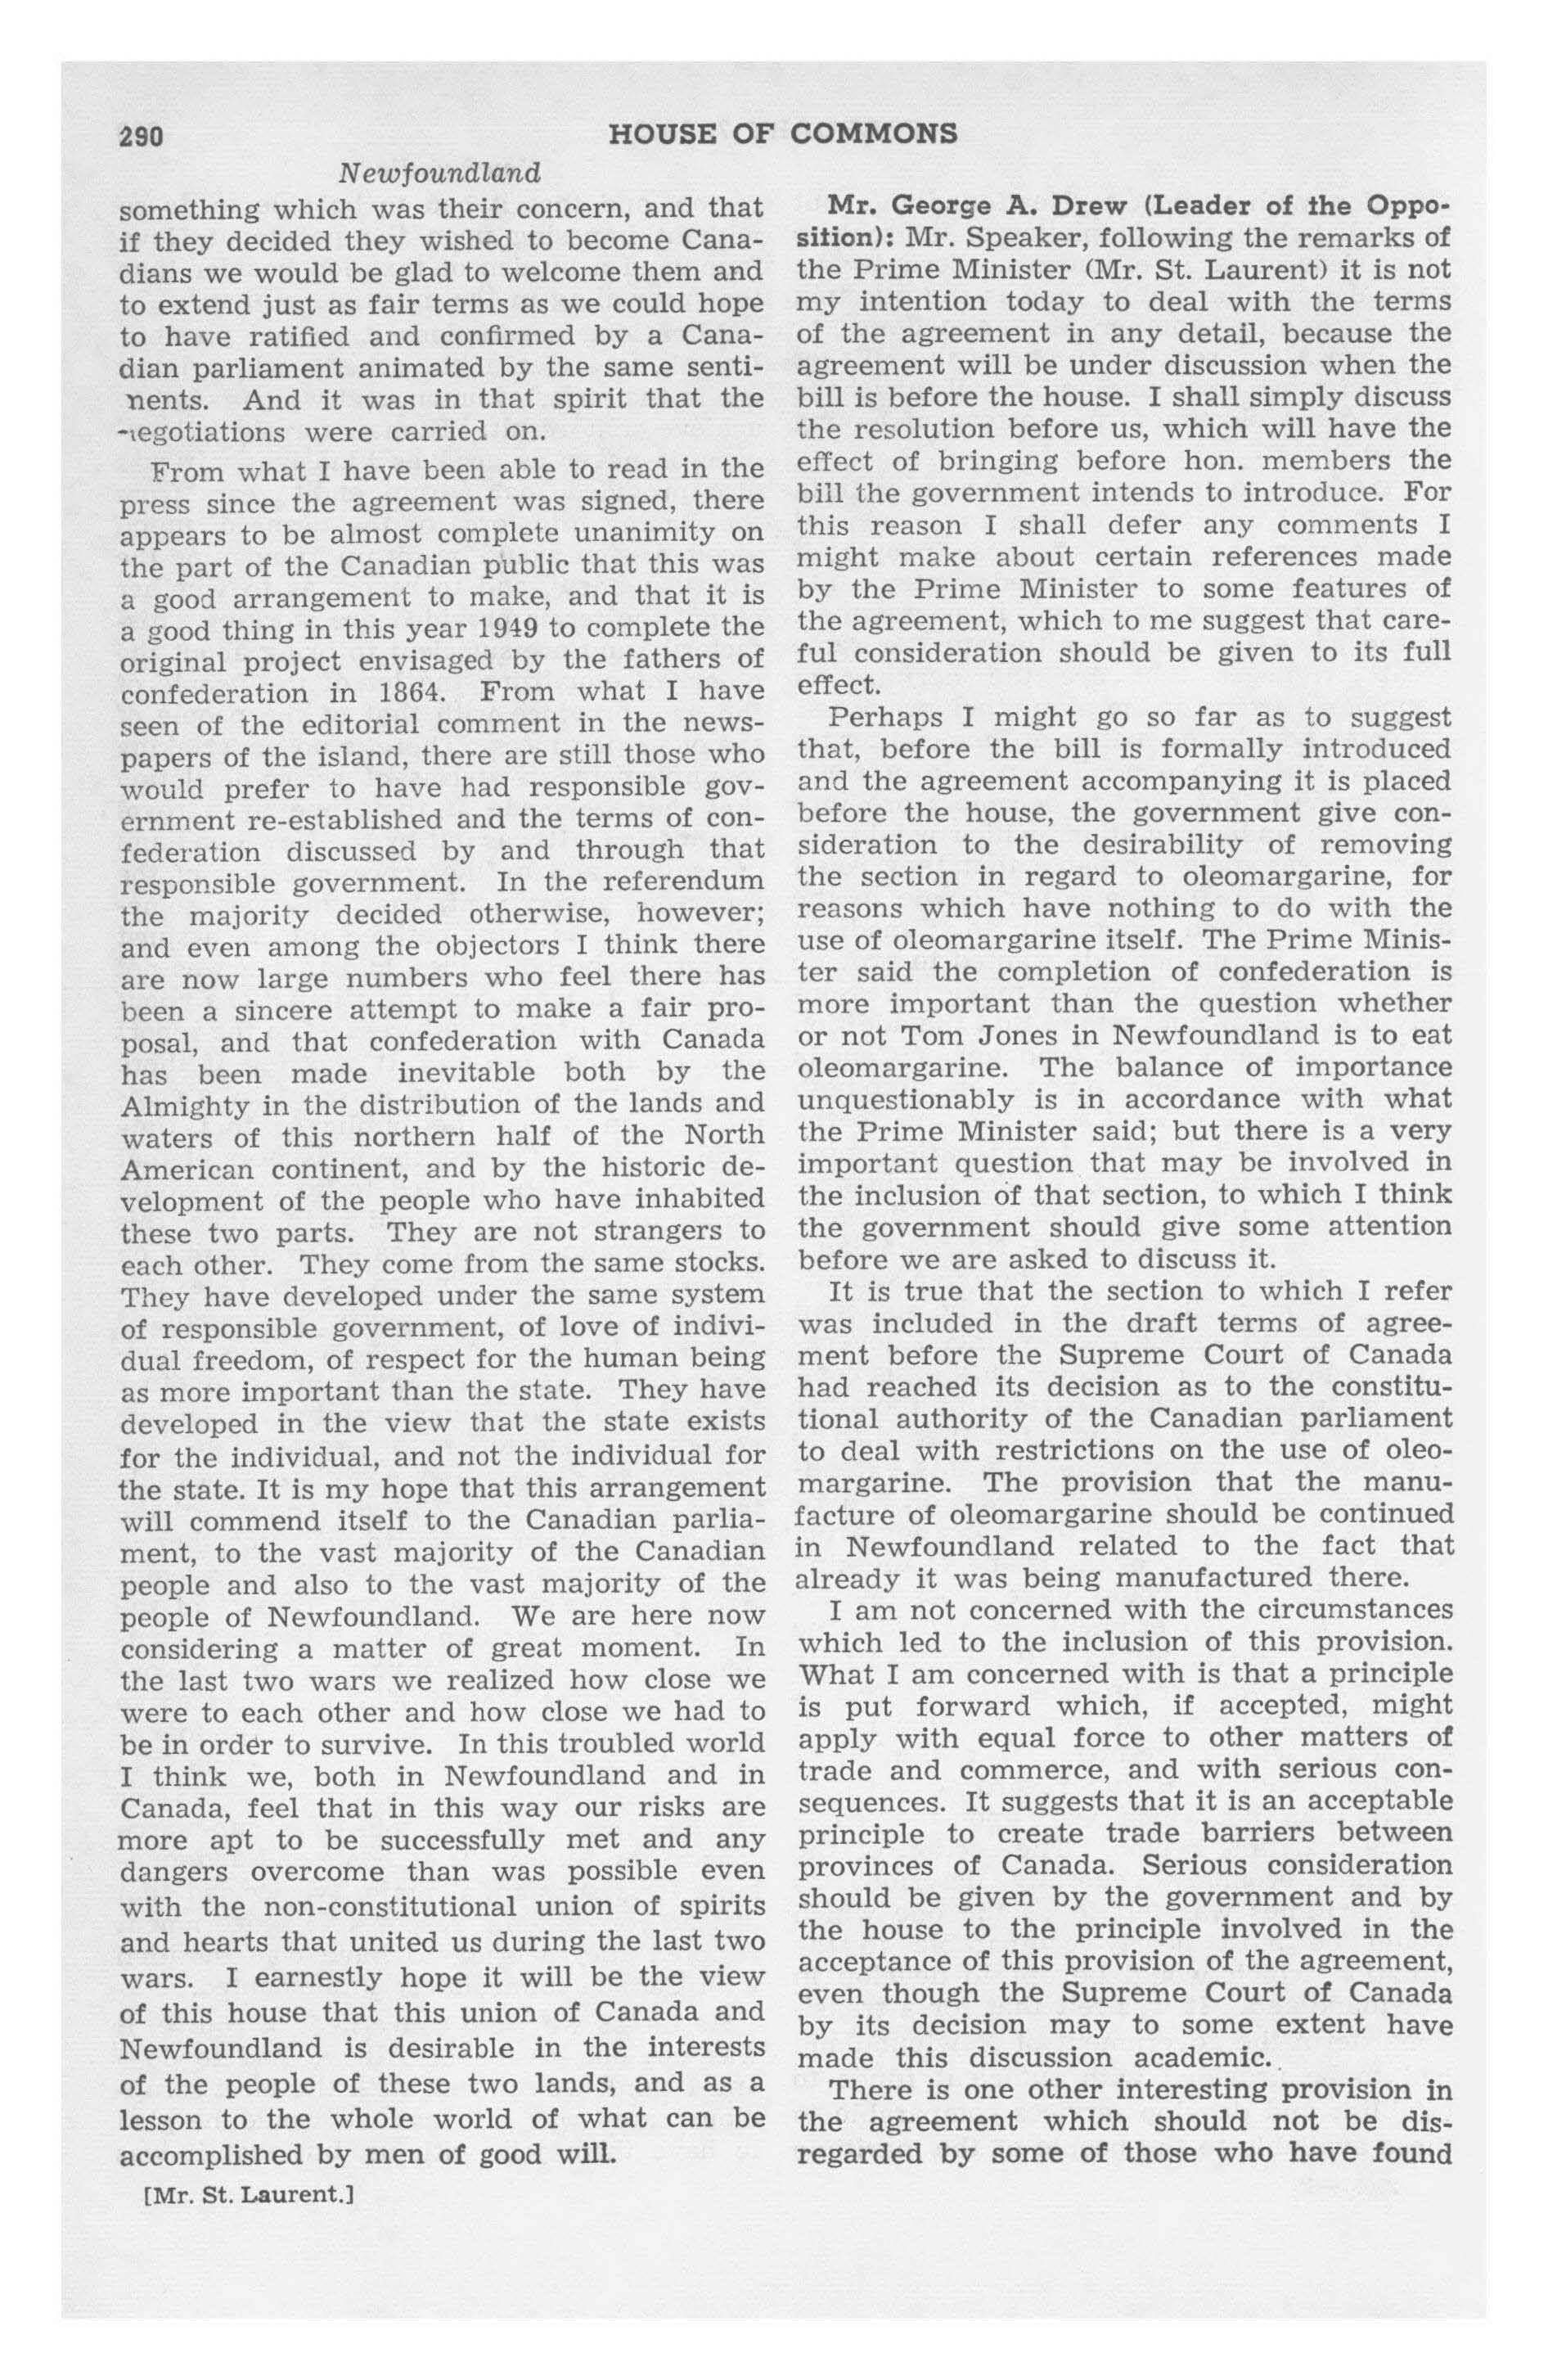 290
HOUSE OF COMMONS
Newfoundland
something which was their concern, and that
if they decided they wished to become Cana-
dians we would be glad to welcome them and
to extend just as fair terms as we could hope
to have ratified and confirmed by a Cana-
dian parliament animated by the same senti-
nents. And it was in that spirit that the
-negotiations were carried on.
From what I have been able to read in the
press since the agreement was signed, there
appears to be almost complete unanimity on
the part of the Canadian public that this was
a good arrangement to make, and that it is
a good thing in this year 1949 to complete the
original project envisaged by the fathers of
confederation in 1864. From what I have
seen of the editorial comment in the news-
papers of the island, there are still those who
would prefer to have had responsible gov-
ernment re-established and the terms of con-
federation discussed by and through that
responsible government. In the referendum
the majority decided otherwise, however;
and even among the objectors I think there
are now large numbers who feel there has
been a sincere attempt to make a fair pro-
posal, and that confederation with Canada
has been made inevitable both by the
Almighty in the distribution of the lands and
waters of this northern half of the North
American continent, and by the historic de-
velopment of the people who have inhabited
these two parts. They are not strangers to
each other. They come from the same stocks.
They have developed under the same system
of responsible government, of love of indivi-
dual freedom, of respect for the human being
as more important than the state. They have
developed in the view that the state exists
for the individual, and not the individual for
the state. It is my hope that this arrangement
will commend itself to the Canadian parlia-
ment, to the vast majority of the Canadian
people and also to the vast majority of the
people of Newfoundland. We are here now
considering a matter of great moment. In
the last two wars we realized how close we
were to each other and how close we had to
be in order to survive. In this troubled world
I think we, both in Newfoundland and in
Canada, feel that in this way our risks are
more apt to be successfully met and any
dangers overcome than was possible even
with the non-constitutional union of spirits
and hearts that united us during the last two
wars. I earnestly hope it will be the view
of this house that this union of Canada and
Newfoundland is desirable in the interests
of the people of these two lands, and as a
lesson to the whole world of what can be
accomplished by men of good will.
[Mr. St. Laurent.]
Mr. George A. Drew (Leader of the Oppo-
sition): Mr. Speaker, following the remarks of
the Prime Minister (Mr. St. Laurent) it is not
my intention today to deal with the terms
of the agreement in any detail, because the
agreement will be under discussion when the
bill is before the house. I shall simply discuss
the resolution before us, which will have the
effect of bringing before hon. members the
bill the government intends to introduce. For
this reason I shall defer any comments I
might make about certain references made
by the Prime Minister to some features of
the agreement, which to me suggest that care-
ful consideration should be given to its full
effect.
Perhaps I might go so far as to suggest
that, before the bill is formally introduced
and the agreement accompanying it is placed
before the house, the government give con-
sideration to the desirability of removing
the section in regard to oleomargarine, for
reasons which have nothing to do with the
use of oleomargarine itself. The Prime Minis-
ter said the completion of confederation is
more important than the question whether
or not Tom Jones in Newfoundland is to eat
oleomargarine. The balance of importance
unquestionably is in accordance with what
the Prime Minister said; but there is a very
important question that may be involved in
the inclusion of that section, to which I think
the government should give some attention
before we are asked to discuss it.
It is true that the section to which I refer
was included in the draft terms of agree-
ment before the Supreme Court of Canada
had reached its decision as to the constitu-
tional authority of the Canadian parliament
to deal with restrictions on the use of oleo-
margarine. The provision that the manu-
facture of oleomargarine should be continued
in Newfoundland related to the fact that
already it was being manufactured there.
I am not concerned with the circumstances
which led to the inclusion of this provision.
What I am concerned with is that a principle
is put forward which, if accepted, might
apply with equal force to other matters of
trade and commerce, and with serious con-
sequences. It suggests that it is an acceptable
principle to create trade barriers between
provinces of Canada. Serious consideration
should be given by the government and by
the house to the principle involved in the
acceptance of this provision of the agreement,
even though the Supreme Court of Canada
by its decision may to some extent have
made this discussion academic.
There is one other interesting provision in
the agreement which should not be dis-
regarded by some of those who have found